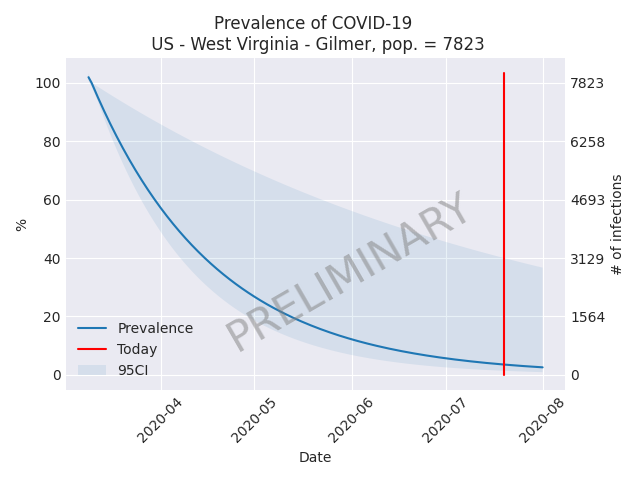 Prevalence of COVID-19
US - West Virginia - Gilmer, pop. = 7823
100
80
60
40
20
0
%
7823
6258
4693
3129
1564
0
# of infections
PRELIMINARY
Prevalence
Today
95CI
2020-04
2020-05
2020-06
2020-07
2020-08
Date